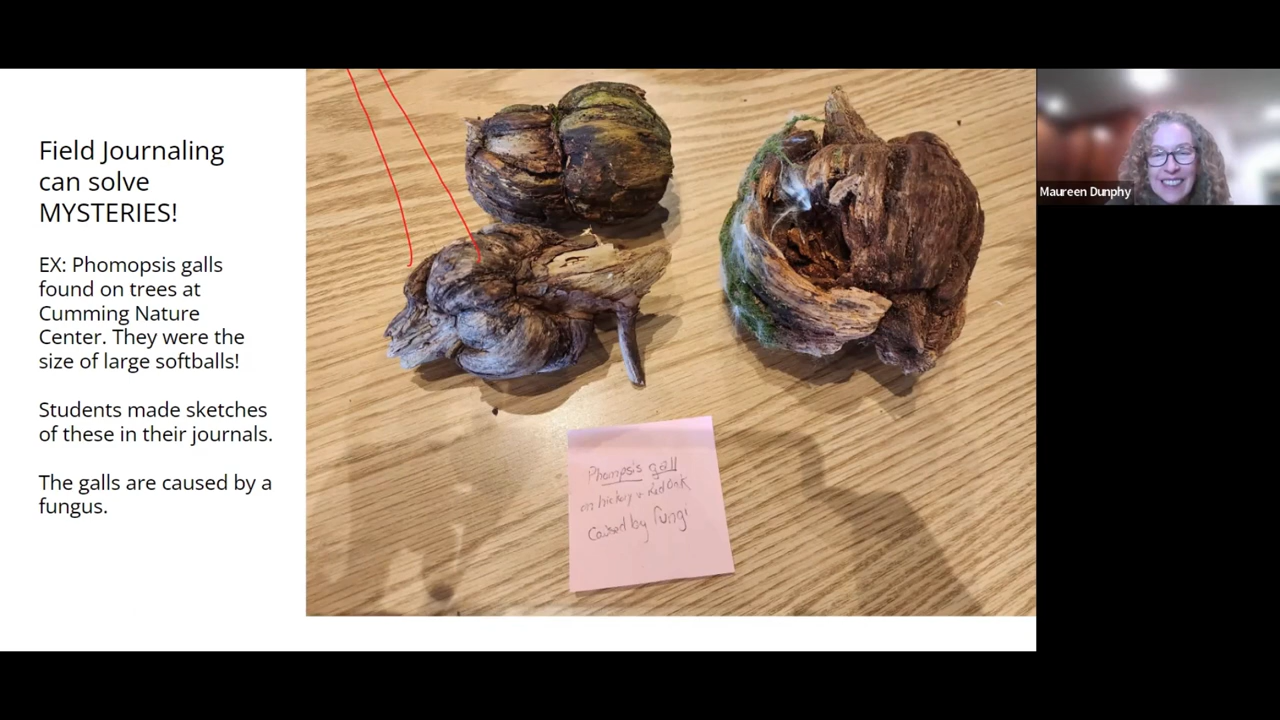 Field Journaling
can solve
MYSTERIES!
EX: Phomopsis galls
found on trees at
Cumming Nature
Center. They were the
size of large softballs!
Students made sketches
of these in their journals.
The galls are caused by a
fungus.
Phompsis gall
on hickory + Red Oak
Caused by fungi
Maureen Dunphy